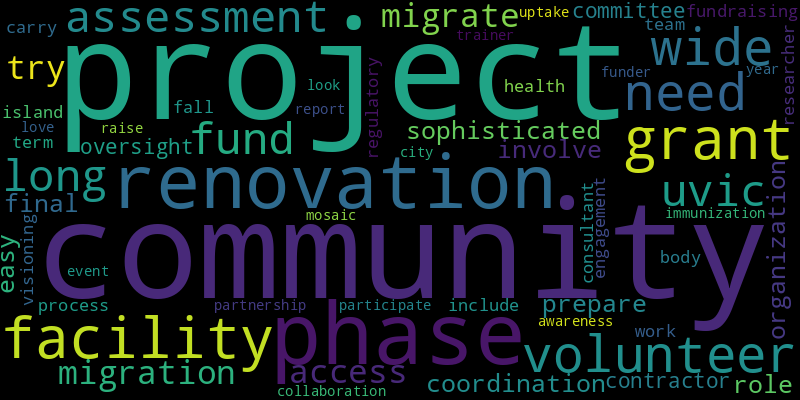 project
community
renovation
phase
facility
assessment
migrate
uptake
committee
fundraising
carry
team
trainer
wide
try
look
health
funder
year
need
researcher
island
fall
report
regulatory
love
raise
term
oversight
fund
sophisticated
grant
city
involve
long
uvic
final
mosaic
immunization
consultant
engagement
organization
easy
visioning
event
body
process
partnership
participate
include
prepare
awareness
work
volunteer
migration
access
collaboration
coordination
contractor
role